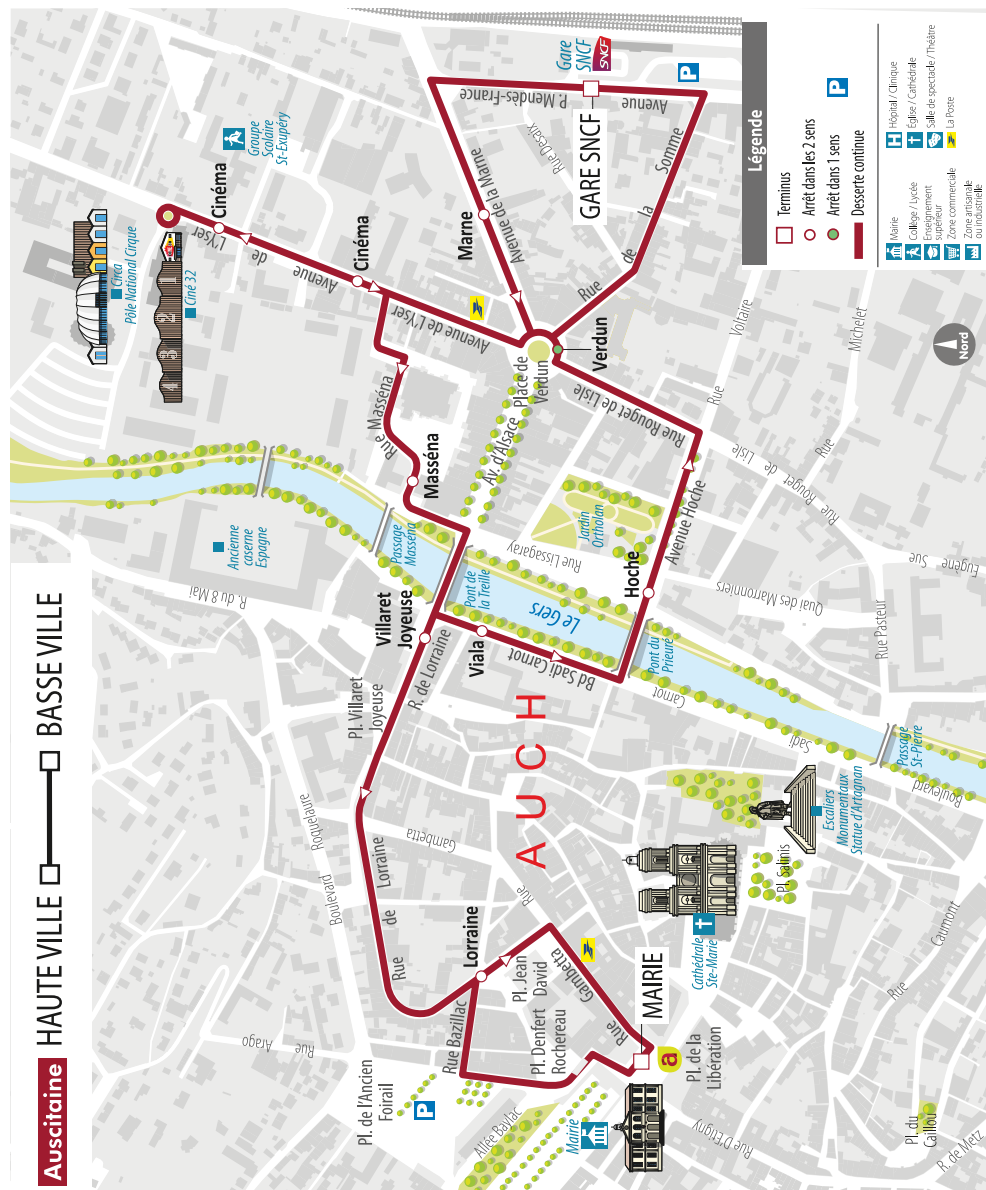 Auscitaine
HAUTE VILLE
BASSE VILLE
Légende
Terminus
Arrêt dans les 2 sens
Arrêt dans 1 sens
Desserte continue
P
Mairie
Collège / Lycée
Enseignement
supérieur
Zone commerciale
Zone artisanale
ou industrielle
H
Hôpital / Clinique
Église / Cathédrale
Salle de spectacle / Théâtre
La Poste
Nord
Circa
Pôle National Cirque
Ciné 32
4
3
2
1
Cinéma
Groupe
Scolaire
St-Exupéry
L'Yser
de
Avenue
Cinéma
Avenue de L'Yser
Marne
Avenue de la Marne
Gare
SNCF
SNCF
P
P. Mendès-France
Avenue
Rue Desaix
GARE SNCF
Somme
la
de
Rue
Verdun
Place de
Verdun
Av. d'Alsace
Rue Masséna
Masséna
Passage
Masséna
Ancienne
caserne
Espagne
R. du 8 Mai
Rue Rouget de Lisle
Voltaire
Rue
Michelet
Rue
Rue Rouget de Lisle
Jardin
Ortholan
Rue Lissagaray
Avenue Hoche
Hoche
Quai des Marronniers
Eugène
Sue
Rue Pasteur
Le Gers
Pont de
la Treille
Pont du
Prieuré
Passage
St-Pierre
Villaret
Joyeuse
Viala
R. de Lorraine
Bd Sadi Carnot
Pl. Villaret
Joyeuse
Boulevard
Sadi
Carnot
AUCH
Escaliers
Monumentaux
Statue d'Artagnan
Pl. Salinis
Cathédrale
Ste-Marie
Boulevard
Roquelaure
Gambetta
Rue
Rue
de
Lorraine
Lorraine
Rue Bazillac
Pl. Jean
David
Rue
Gambetta
Pl. Denfert
Rochereau
MAIRIE
a
Pl. de la
Libération
Rue
Arago
Pl. de l'Ancien
Foirail
P
Allée Baylac
Mairie
Rue D'Etigny
Rue
Caumont
Pl. du
Caillou
R. de Metz